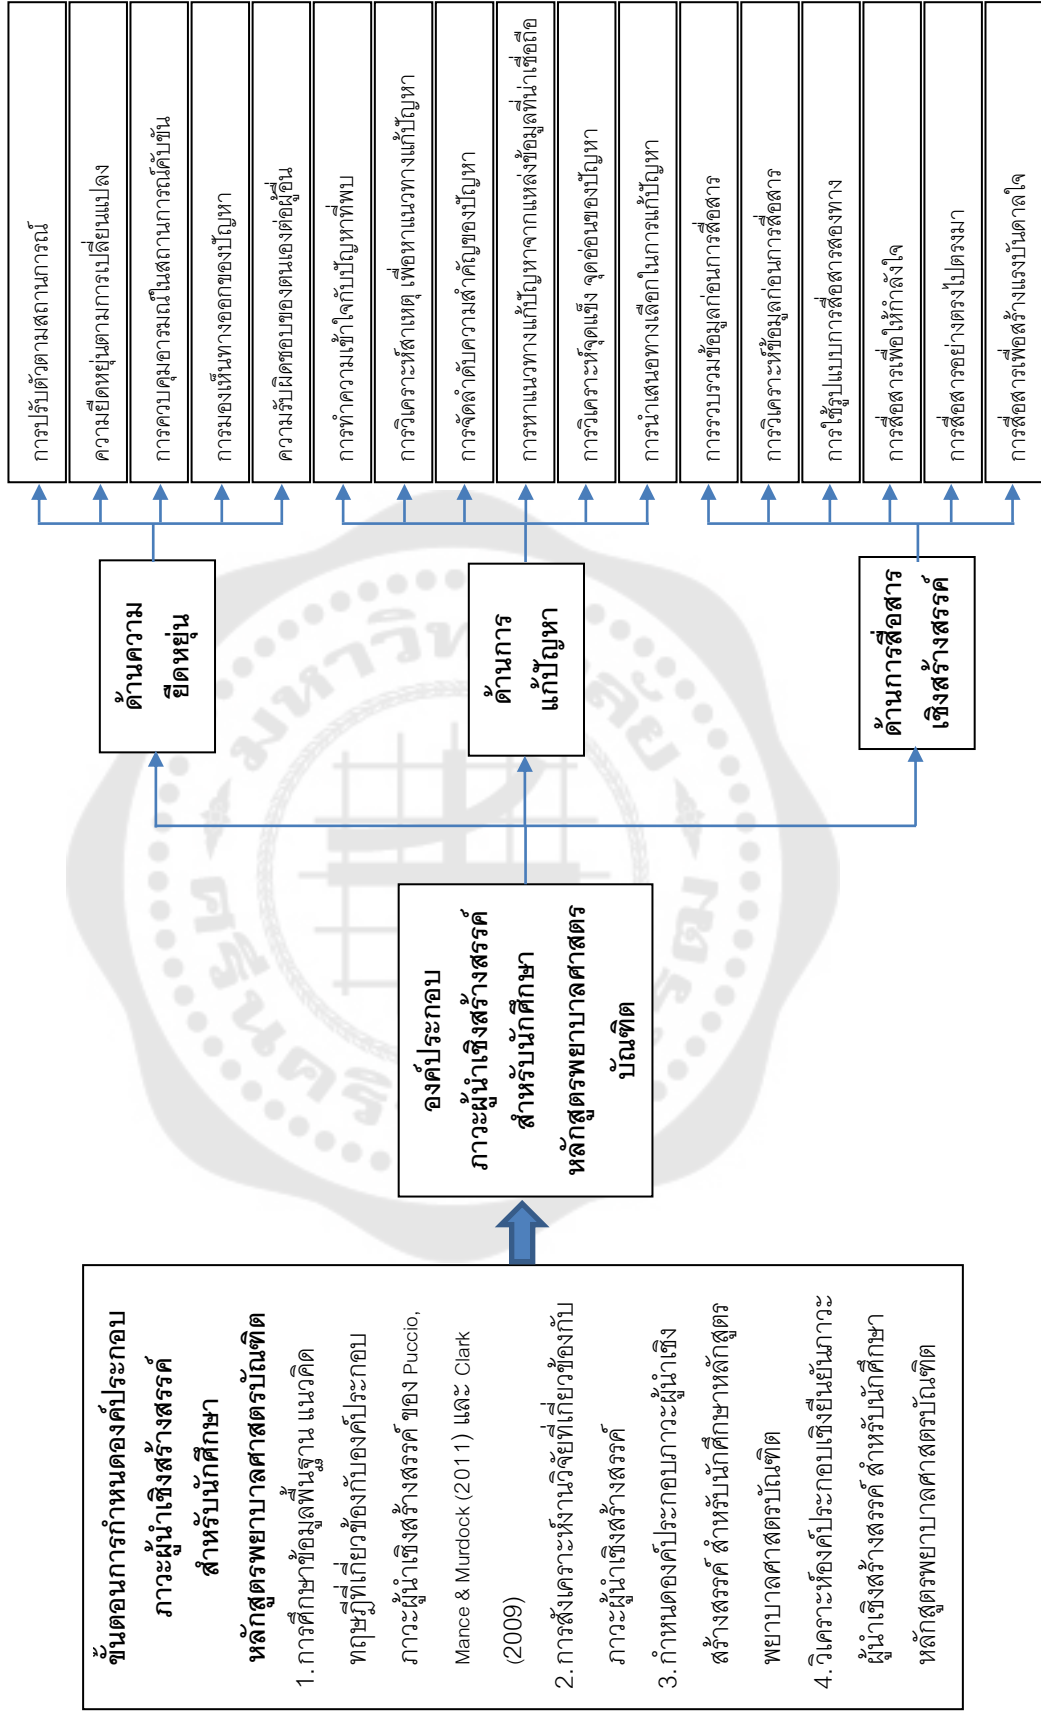 ขั้นตอนการกำหนดองค์ประกอบ
ภาวะผู้นำเชิงสร้างสรรค์
สำหรับนักศึกษา
หลักสูตรพยาบาลศาสตรบัณฑิต
1. การศึกษาข้อมูลพื้นฐาน แนวคิด
ทฤษฎีที่เกี่ยวข้องกับองค์ประกอบ
ภาวะผู้นำเชิงสร้างสรรค์ ของ Puccio,
Mance & Murdock (2011) และ Clark
(2009)
2. การสังเคราะห์งานวิจัยที่เกี่ยวข้องกับ
ภาวะผู้นำเชิงสร้างสรรค์
3. กำหนดองค์ประกอบภาวะผู้นำเชิง
สร้างสรรค์ สำหรับนักศึกษาหลักสูตร
พยาบาลศาสตรบัณฑิต
4. วิเคราะห์องค์ประกอบเชิงยืนยันภาวะ
ผู้นำเชิงสร้างสรรค์ สำหรับนักศึกษา
หลักสูตรพยาบาลศาสตรบัณฑิต
องค์ประกอบ
ภาวะผู้นำเชิงสร้างสรรค์
สำหรับนักศึกษา
หลักสูตรพยาบาลศาสตร
บัณฑิต
ด้านความ
ยืดหยุ่น
ด้านการ
แก้ปัญหา
ด้านการสื่อสาร
เชิงสร้างสรรค์
การปรับตัวตามสถานการณ์
ความยืดหยุ่นตามการเปลี่ยนแปลง
การควบคุมอารมณ์ในสถานการณ์คับขัน
การมองเห็นทางออกของปัญหา
ความรับผิดชอบของตนเองต่อผู้อื่น
การทำความเข้าใจกับปัญหาที่พบ
การวิเคราะห์สาเหตุ เพื่อหาแนวทางแก้ปัญหา
การจัดลำดับความสำคัญของปัญหา
การหาแนวทางแก้ปัญหาจากแหล่งข้อมูลที่น่าเชื่อถือ
การวิเคราะห์จุดแข็ง จุดอ่อนของปัญหา
การนำเสนอทางเลือกในการแก้ปัญหา
การรวบรวมข้อมูลก่อนการสื่อสาร
การวิเคราะห์ข้อมูลก่อนการสื่อสาร
การใช้รูปแบบการสื่อสารสองทาง
การสื่อสารเพื่อให้กำลังใจ
การสื่อสารอย่างตรงไปตรงมา
การสื่อสารเพื่อสร้างแรงบันดาลใจ